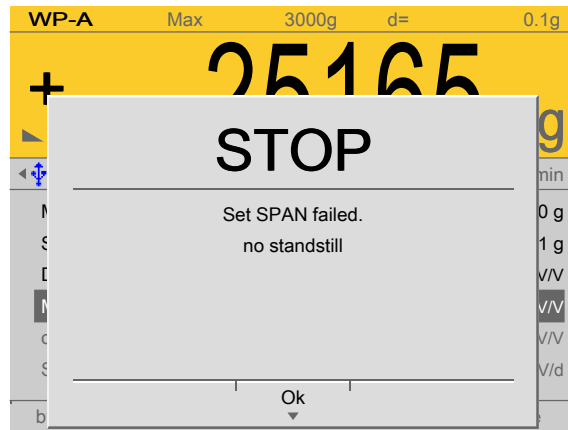 WP-A Max 3000g d= 0.1g
+ 25165 g
STOP
Set SPAN failed.
no standstill
min
0 g
1 g
V/V
V/V
V/V
V/d
Ok
b